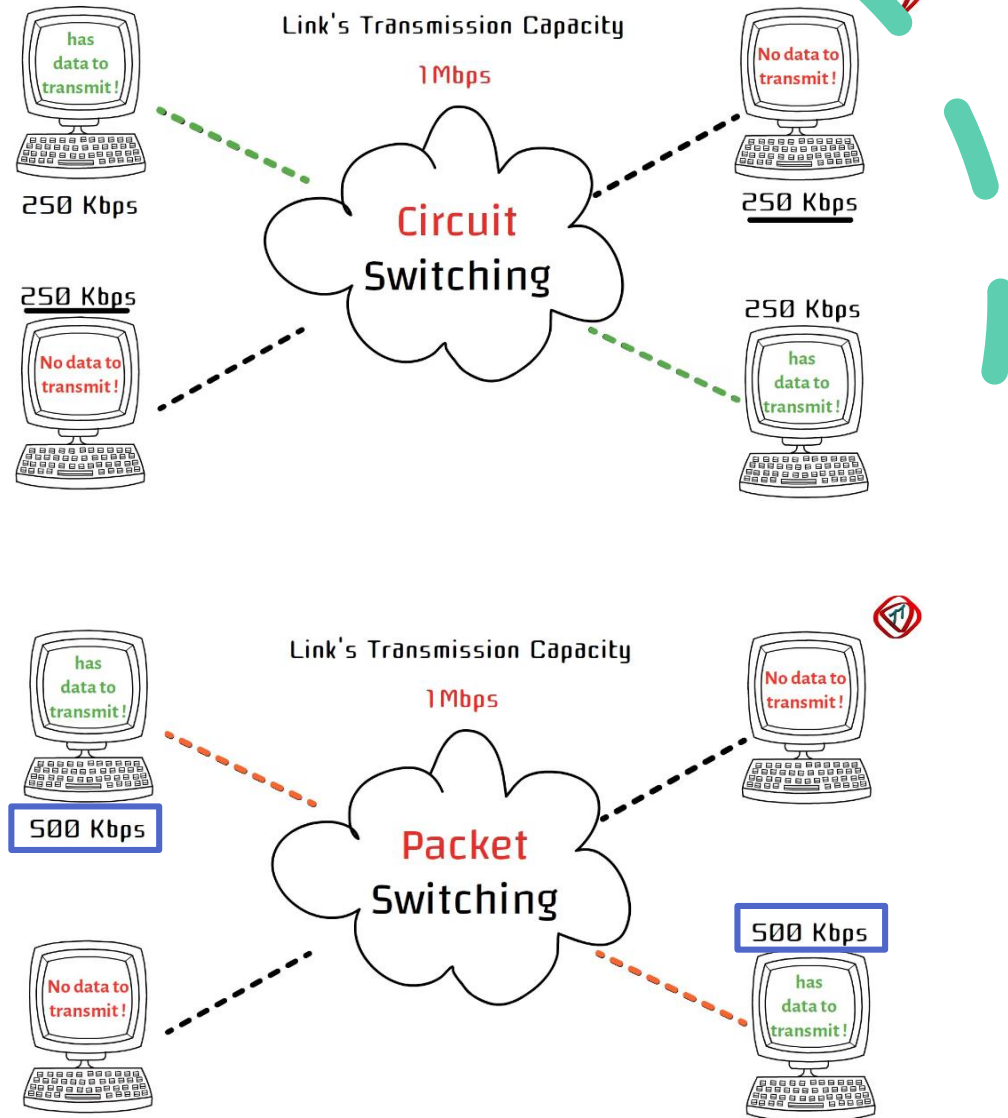 Link's Transmission Capacity
1Mbps
has
data to
transmit!
No data to
transmit!
250 Kbps
250 Kbps
Circuit
Switching
250 Kbps
250 Kbps
No data to
transmit!
has
data to
transmit!
Link's Transmission Capacity
1Mbps
has
data to
transmit!
No data to
transmit!
500 Kbps
Packet
Switching
500 Kbps
No data to
transmit!
has
data to
transmit!